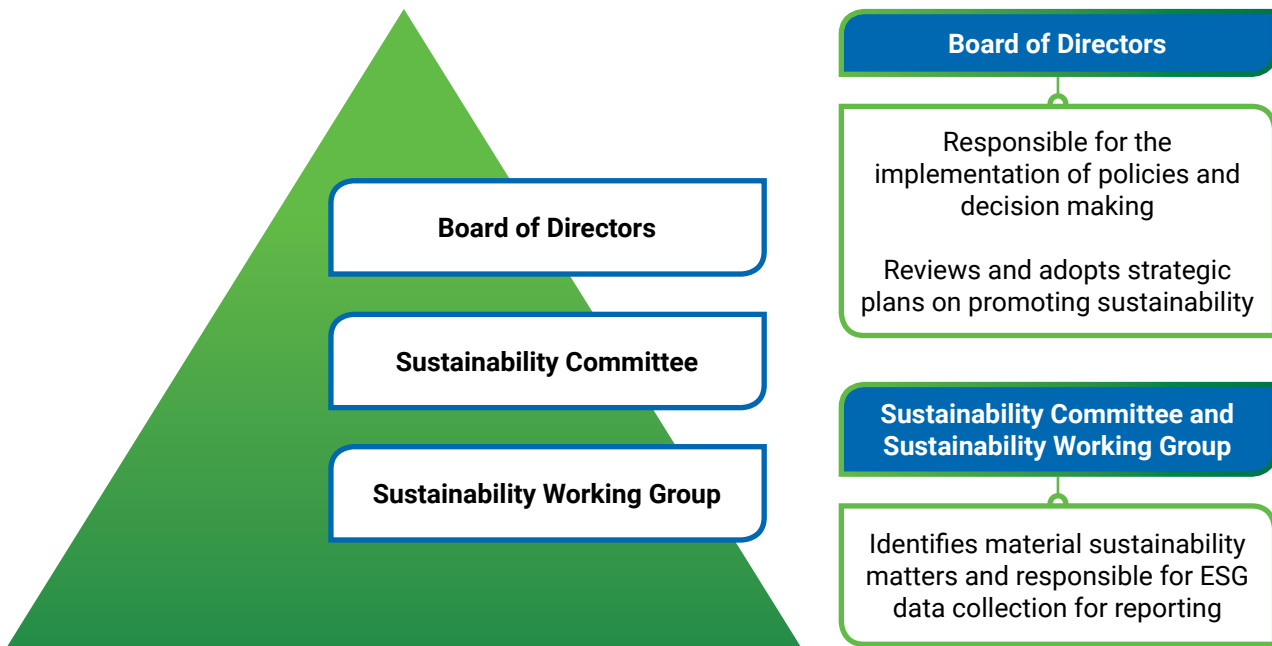 Board of Directors
Sustainability Committee
Sustainability Working Group
Board of Directors
Responsible for the
implementation of policies and
decision making
Reviews and adopts strategic
plans on promoting sustainability
Sustainability Committee and
Sustainability Working Group
Identifies material sustainability
matters and responsible for ESG
data collection for reporting